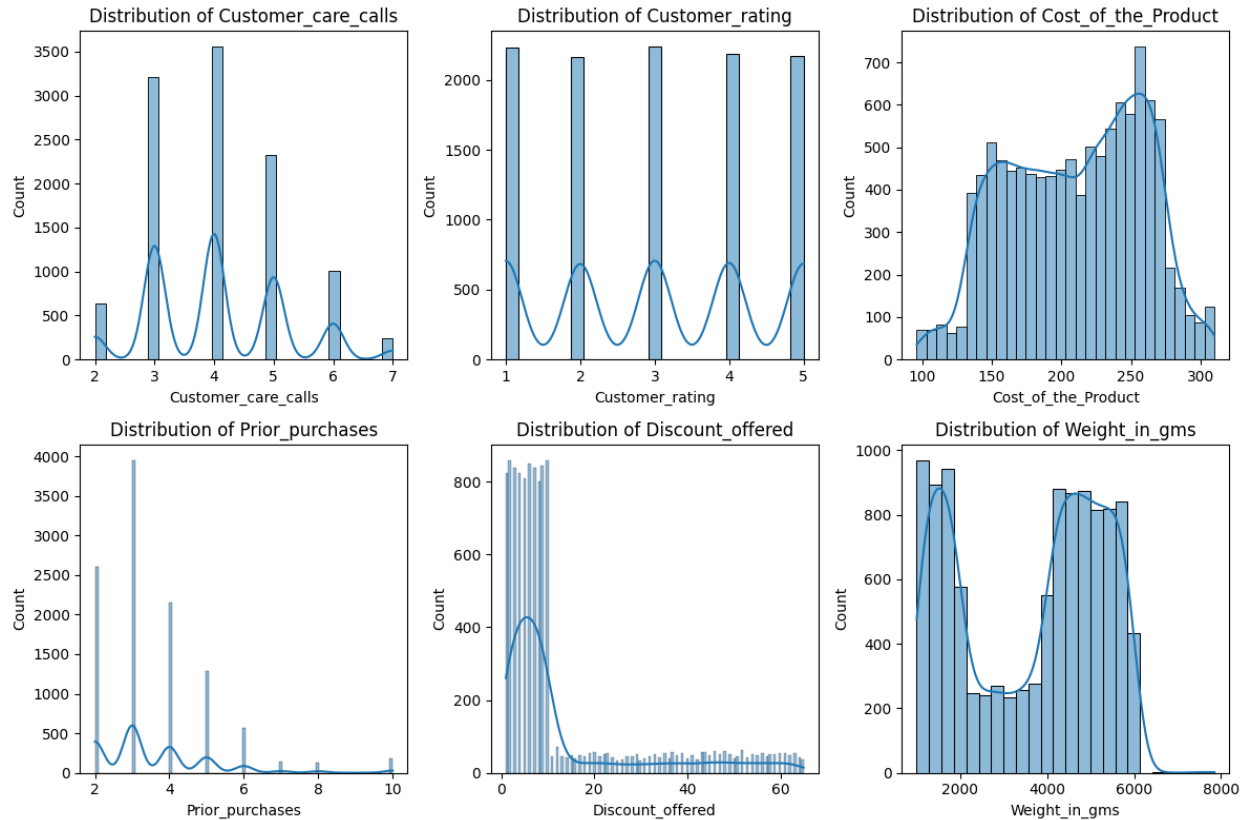 Distribution of Customer_care_calls
3500
3000
2500
2000
1500
1000
500
0
Count
2 3 4 5 6 7
Customer_care_calls
Distribution of Customer_rating
2000
1500
1000
500
0
Count
1 2 3 4 5
Customer_rating
Distribution of Cost_of_the_Product
700
600
500
400
300
200
100
0
Count
100 150 200 250 300
Cost_of_the_Product
Distribution of Prior_purchases
4000
3500
3000
2500
2000
1500
1000
500
0
Count
2 4 6 8 10
Prior_purchases
Distribution of Discount_offered
800
600
400
200
0
Count
0 20 40 60
Discount_offered
Distribution of Weight_in_gms
1000
800
600
400
200
0
Count
2000 4000 6000 8000
Weight_in_gms